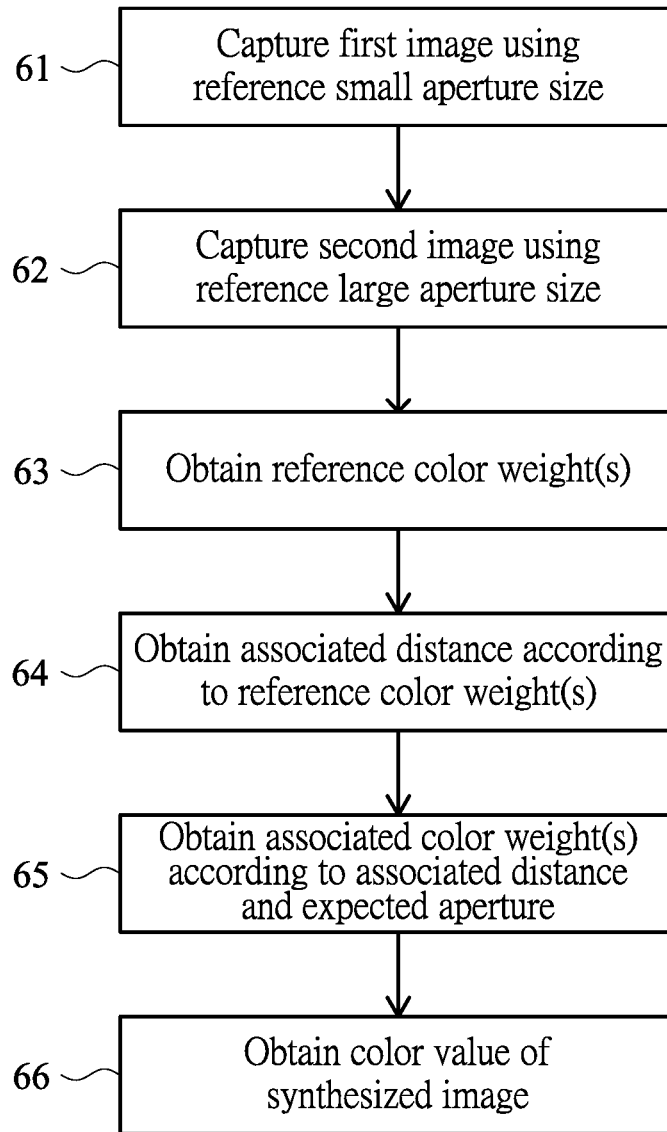 61
Capture first image using
reference small aperture size
62
Capture second image using
reference large aperture size
63
Obtain reference color weight(s)
64
Obtain associated distance according
to reference color weight(s)
65
Obtain associated color weight(s)
according to associated distance
and expected aperture
66
Obtain color value of
synthesized image